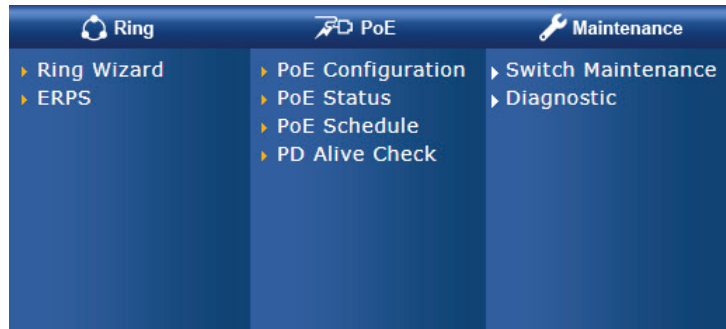 Ring
Ring Wizard
ERPS
PoE
PoE Configuration
PoE Status
PoE Schedule
PD Alive Check
Maintenance
Switch Maintenance
Diagnostic